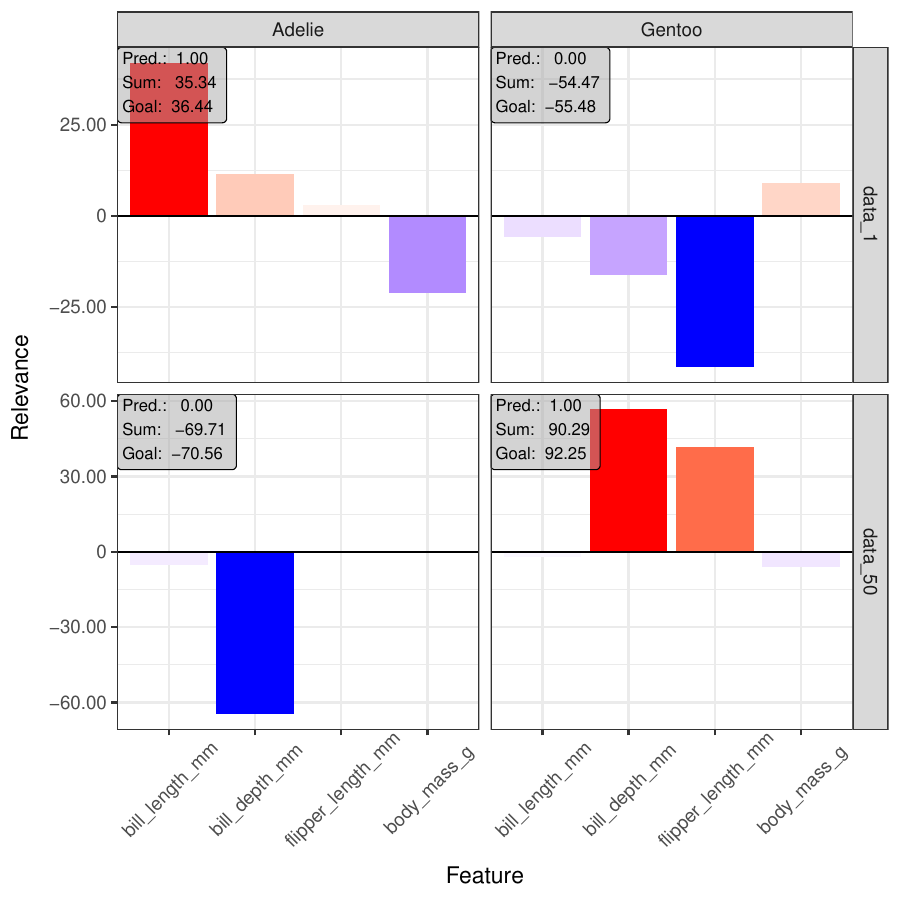 Adelie
Gentoo
Pred.: 1.00
Sum: 35.34
Goal: 36.44
Pred.: 0.00
Sum: −54.47
Goal: −55.48
25.00
0
−25.00
data_1
Pred.: 0.00
Sum: −69.71
Goal: −70.56
Pred.: 1.00
Sum: 90.29
Goal: 92.25
60.00
30.00
0
−30.00
−60.00
data_50
Relevance
bill_length_mm
bill_depth_mm
flipper_length_mm
body_mass_g
bill_length_mm
bill_depth_mm
flipper_length_mm
body_mass_g
Feature